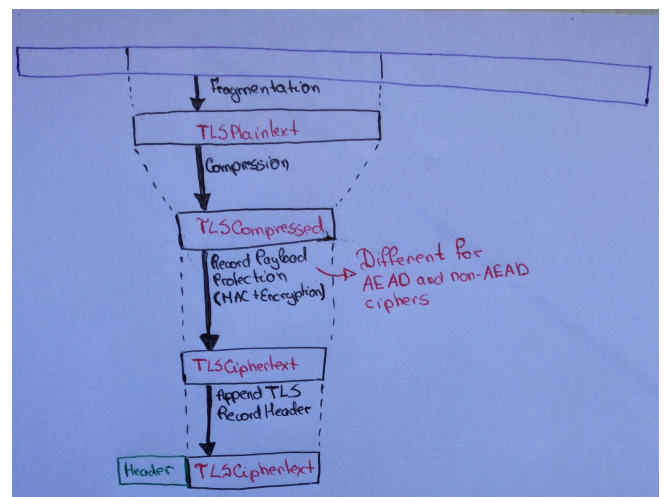 Fragmentation
TLSPlaintext
Compression
TLSCompressed
Record Payload
Protection
(MAC + Encryption)
Different for
AEAD and non-AEAD
ciphers
TLSCiphertext
Append TLS
Record Header
Header
TLSCiphertext